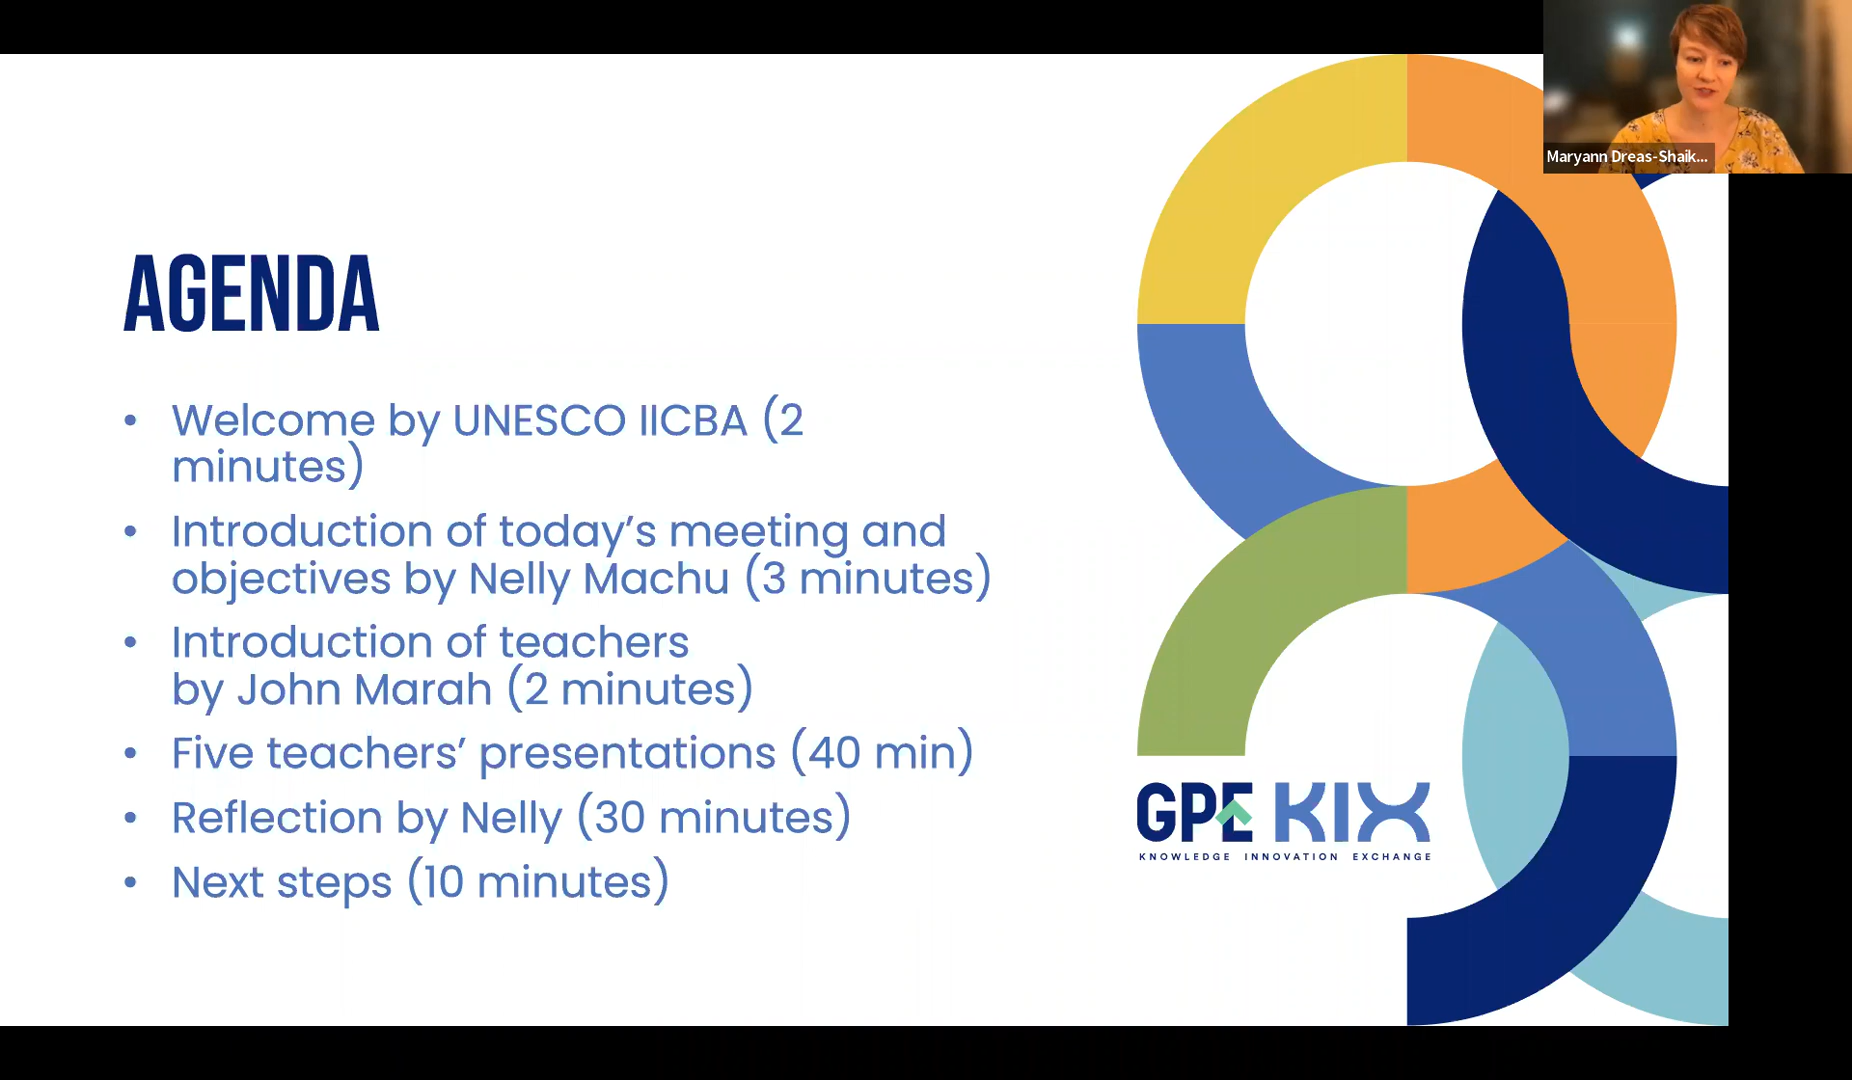 Maryann Dreas-Shaik...
AGENDA
• Welcome by UNESCO IICBA (2
minutes)
• Introduction of today’s meeting and
objectives by Nelly Machu (3 minutes)
• Introduction of teachers
by John Marah (2 minutes)
• Five teachers’ presentations (40 min)
• Reflection by Nelly (30 minutes)
• Next steps (10 minutes)
GPE KIX
KNOWLEDGE INNOVATION EXCHANGE